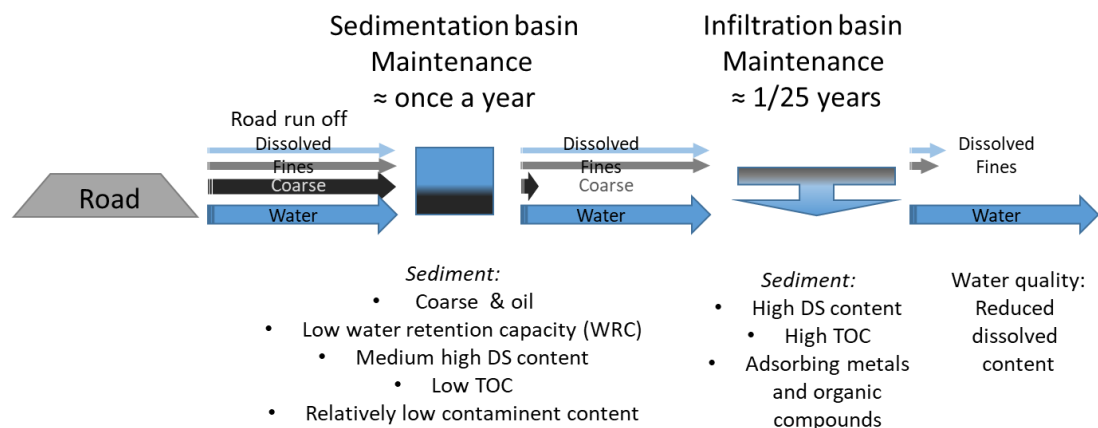 Sedimentation basin
Maintenance
≈ once a year
Infiltration basin
Maintenance
≈ 1/25 years
Road run off
Dissolved
Fines
Coarse
Water
Road
Dissolved
Fines
Coarse
Water
Dissolved
Fines
Water
Sediment:
• Coarse & oil
• Low water retention capacity (WRC)
• Medium high DS content
• Low TOC
• Relatively low contaminent content
Sediment:
• High DS content
• High TOC
• Adsorbing metals
and organic
compounds
Water quality:
Reduced
dissolved
content